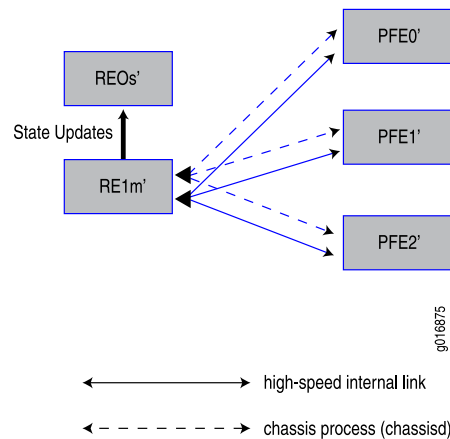 PFE0’
REOs’
State Updates
PFE1’
RE1m’
PFE2’
g016875
high-speed internal link
chassis process (chassisd)